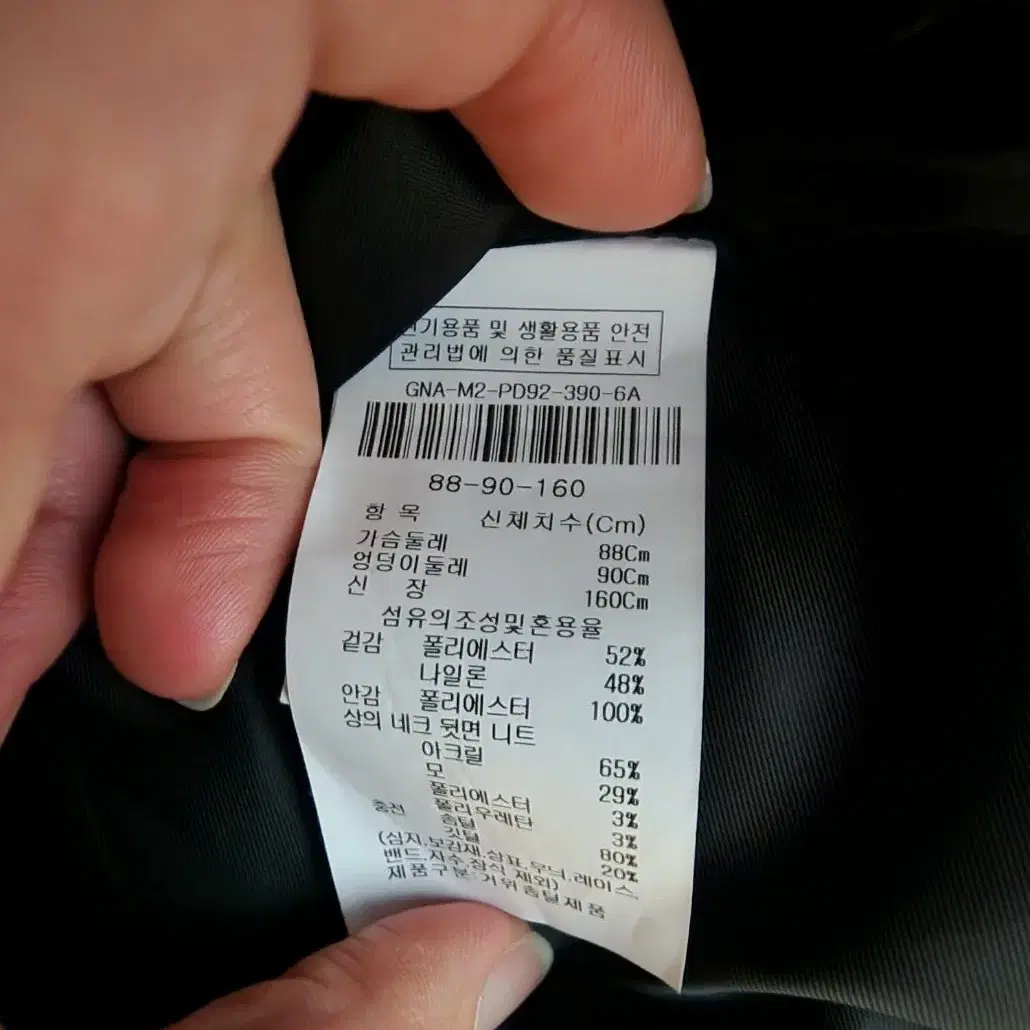 전기용품 및 생활용품 안전
관리법에 의한 품질표시
GNA-M2-PD92-390-6A
88-90-160
항 목 신체치수(Cm)
가슴둘레 88Cm
엉덩이둘레 90Cm
신 장 160Cm
섬유의조성및혼용율
겉감 폴리에스터 52%
나일론 48%
안감 폴리에스터 100%
상의 네크 뒷면 니트
아크릴 65%
모 29%
폴리에스터 3%
폴리우레탄 3%
충전 솜털 80%
깃털 20%
(심지,보강재,상표,무늬,레이스,
밴드,자수,장식 제외)
제품구분:거위솜털제품